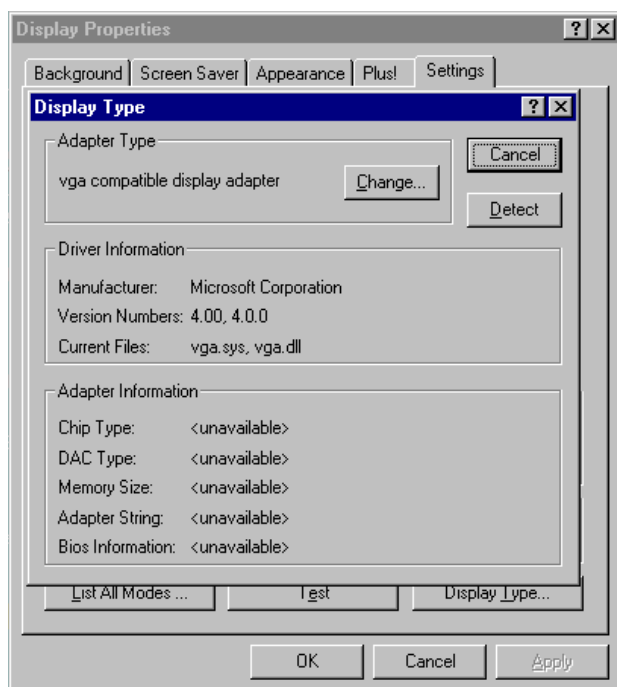 Display Properties
Background Screen Saver Appearance Plus! Settings
Display Type
Adapter Type
vga compatible display adapter
Change...
Cancel
Detect
Driver Information
Manufacturer: Microsoft Corporation
Version Numbers: 4.00, 4.0.0
Current Files: vga.sys, vga.dll
Adapter Information
Chip Type: <unavailable>
DAC Type: <unavailable>
Memory Size: <unavailable>
Adapter String: <unavailable>
Bios Information: <unavailable>
List All Modes ... Test Display Type...
OK Cancel Apply